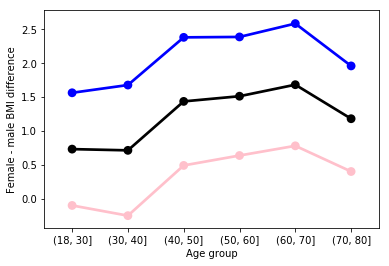 2.5
2.0
1.5
1.0
0.5
0.0
Female - male BMI difference
(18, 30] (30, 40] (40, 50] (50, 60] (60, 70] (70, 80]
Age group